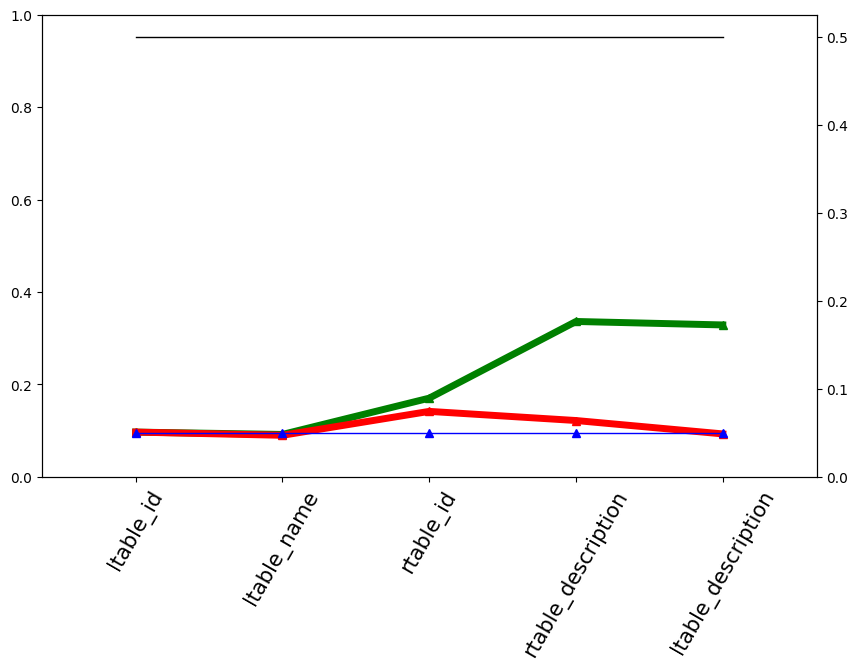 1.0
0.8
0.6
0.4
0.2
0.0
0.5
0.4
0.3
0.2
0.1
0.0
ltable_id
ltable_name
rtable_id
rtable_description
ltable_description